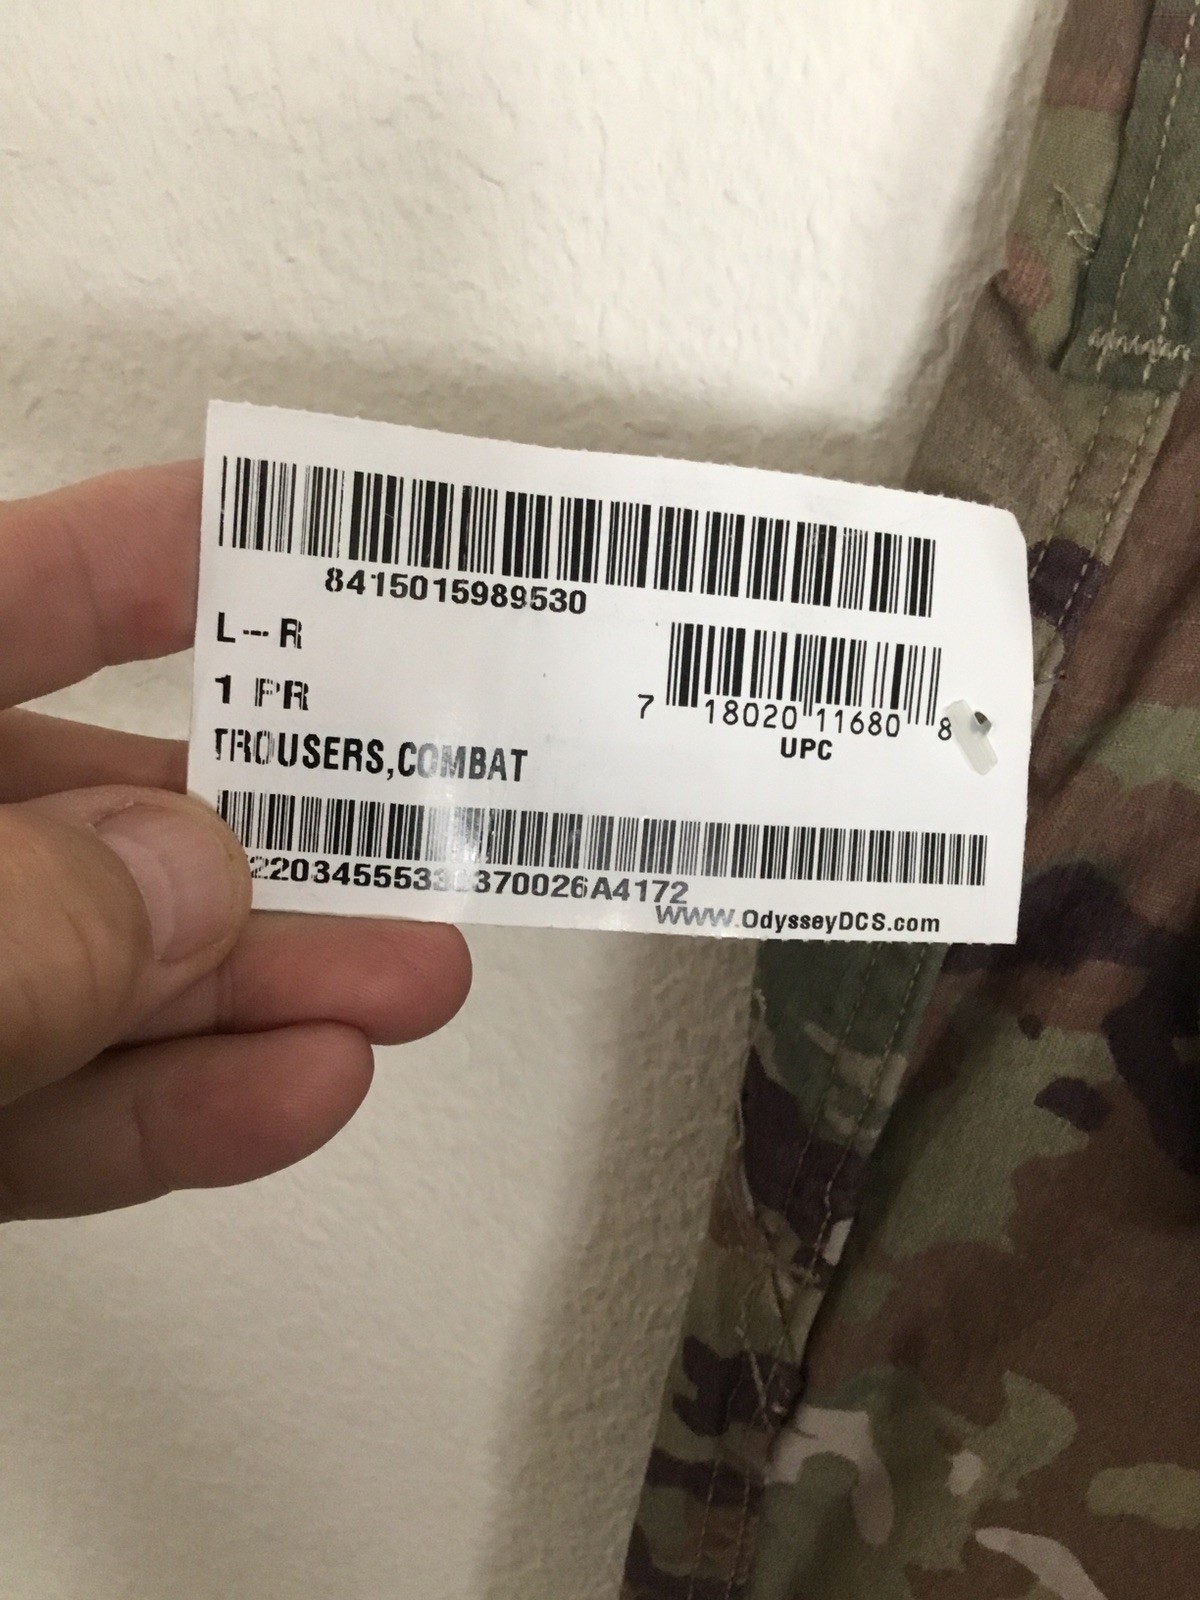 8415015989530
L--- R
1 PR
7 18020 11680 8
UPC
TROUSERS,COMBAT
www.OdysseyDCS.com